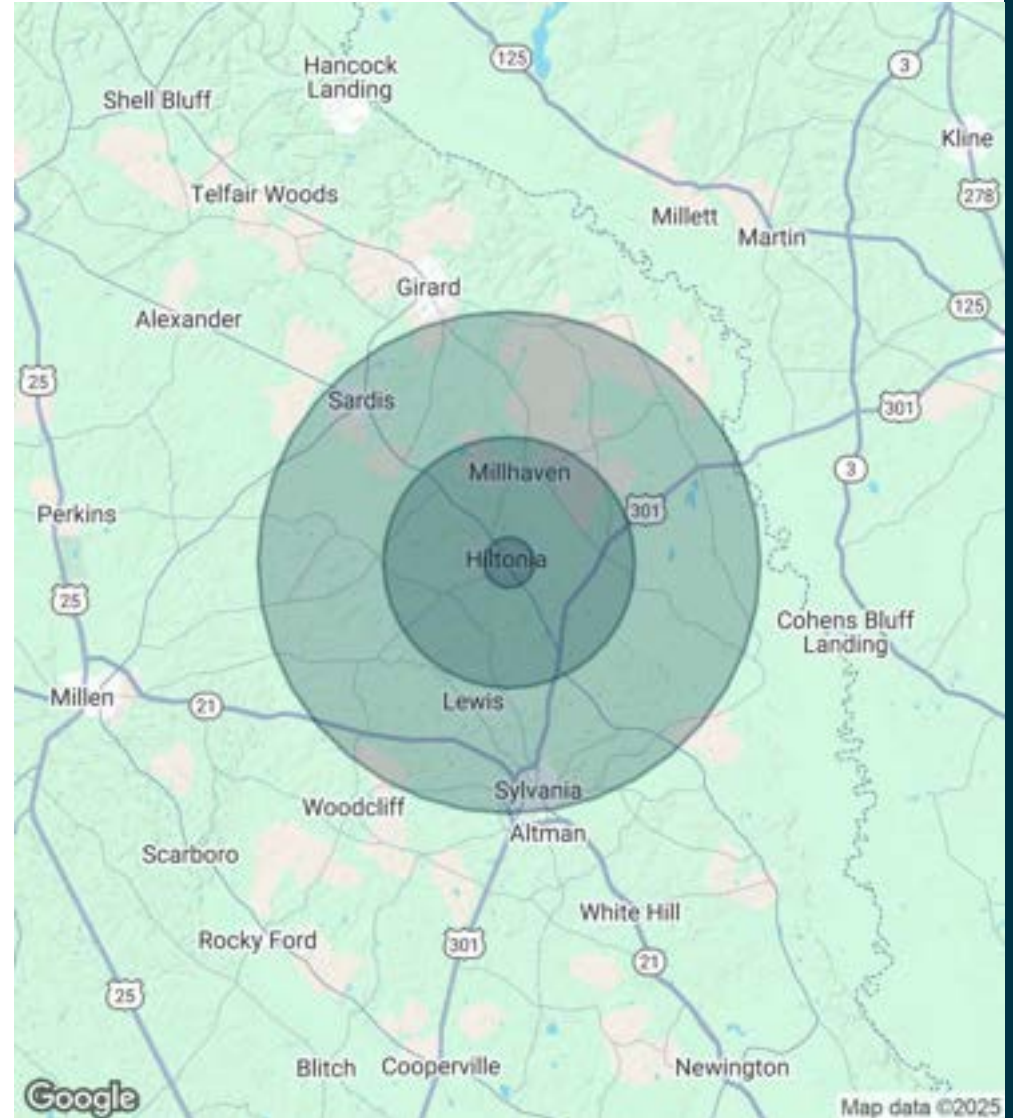 Hancock
Landing
125
3
Shell Bluff
Kline
Telfair Woods
278
Millett
Martin
Girard
125
Alexander
25
Sardis
301
Millhaven
3
Perkins
301
Hiltonia
25
Cohens Bluff
Landing
Millen
21
Lewis
Sylvania
Woodcliff
Altman
Scarboro
White Hill
Rocky Ford
301
21
25
Blitch
Cooperville
Newington
Google
Map data ©2025